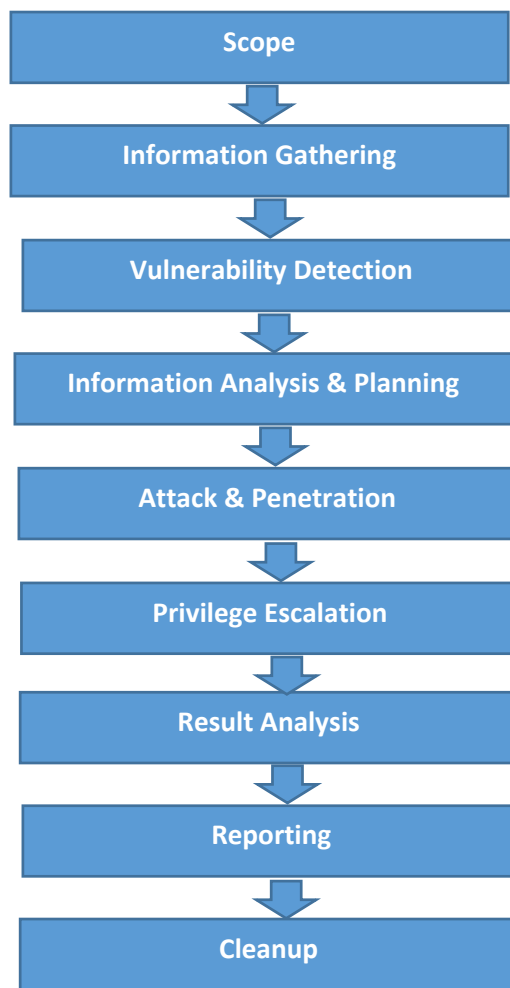 Scope
Information Gathering
Vulnerability Detection
Information Analysis & Planning
Attack & Penetration
Privilege Escalation
Result Analysis
Reporting
Cleanup